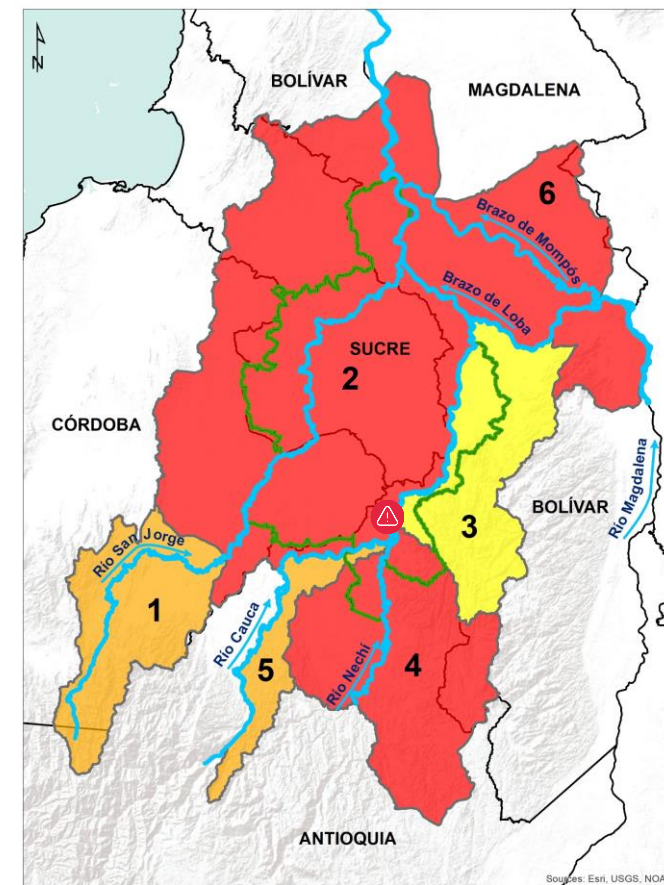 N
BOLÍVAR
MAGDALENA
6
Brazo de Mompós
Brazo de Loba
SUCRE
2
CÓRDOBA
Río San Jorge
BOLÍVAR
Río Magdalena
3
1
Río Cauca
5
Río Nechí
4
ANTIOQUIA
Sources: Esri, USGS, NOA